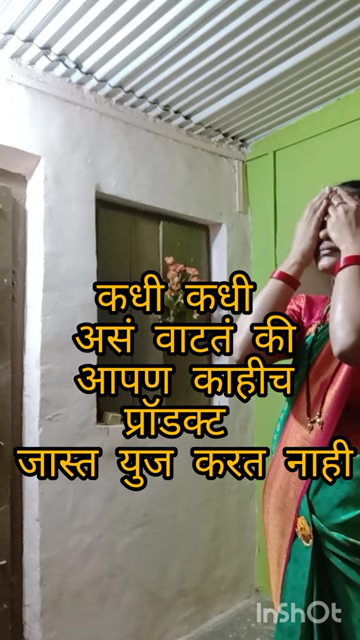 कधी कधी
असं वाटतं की
आपण काहीच
प्रॉडक्ट
जास्त युज करत नाही
InShOt